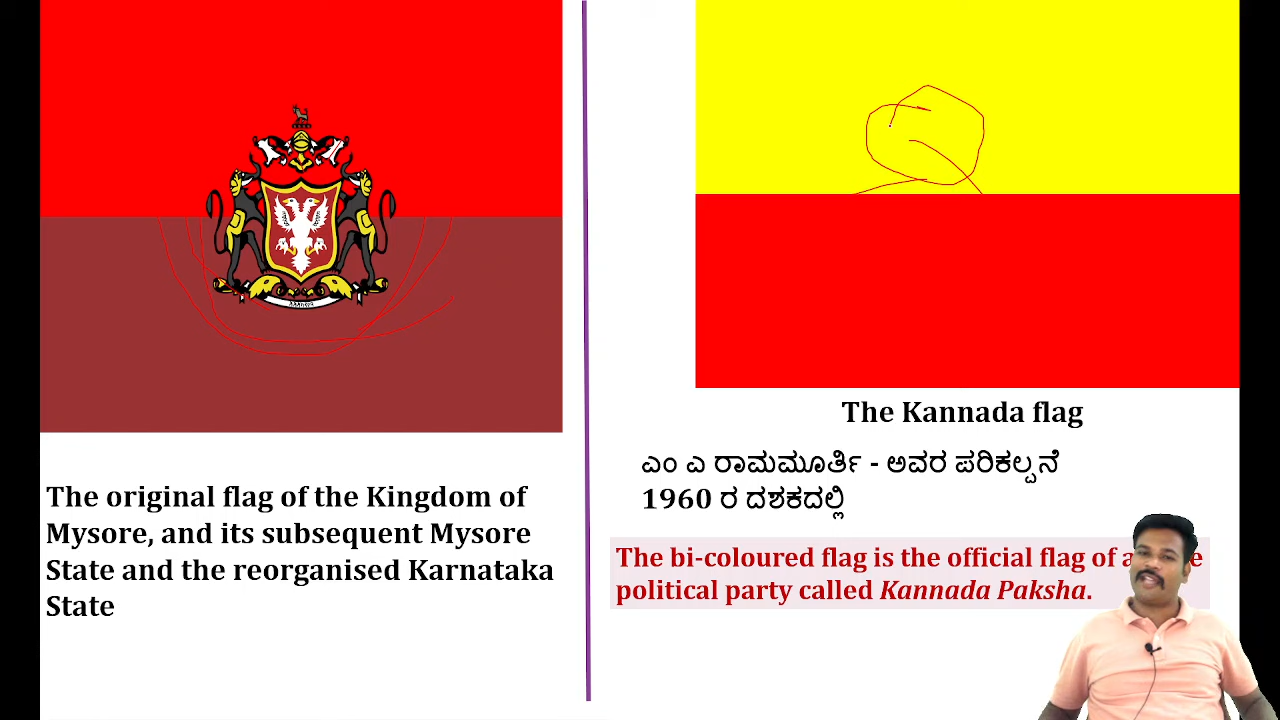 The original flag of the Kingdom of
Mysore, and its subsequent Mysore
State and the reorganised Karnataka
State
The Kannada flag
ಎಂ ಎ ರಾಮಮೂರ್ತಿ - ಅವರ ಪರಿಕಲ್ಪನೆ
1960 ರ ದಶಕದಲ್ಲಿ
The bi-coloured flag is the official flag of
political party called Kannada Paksha.